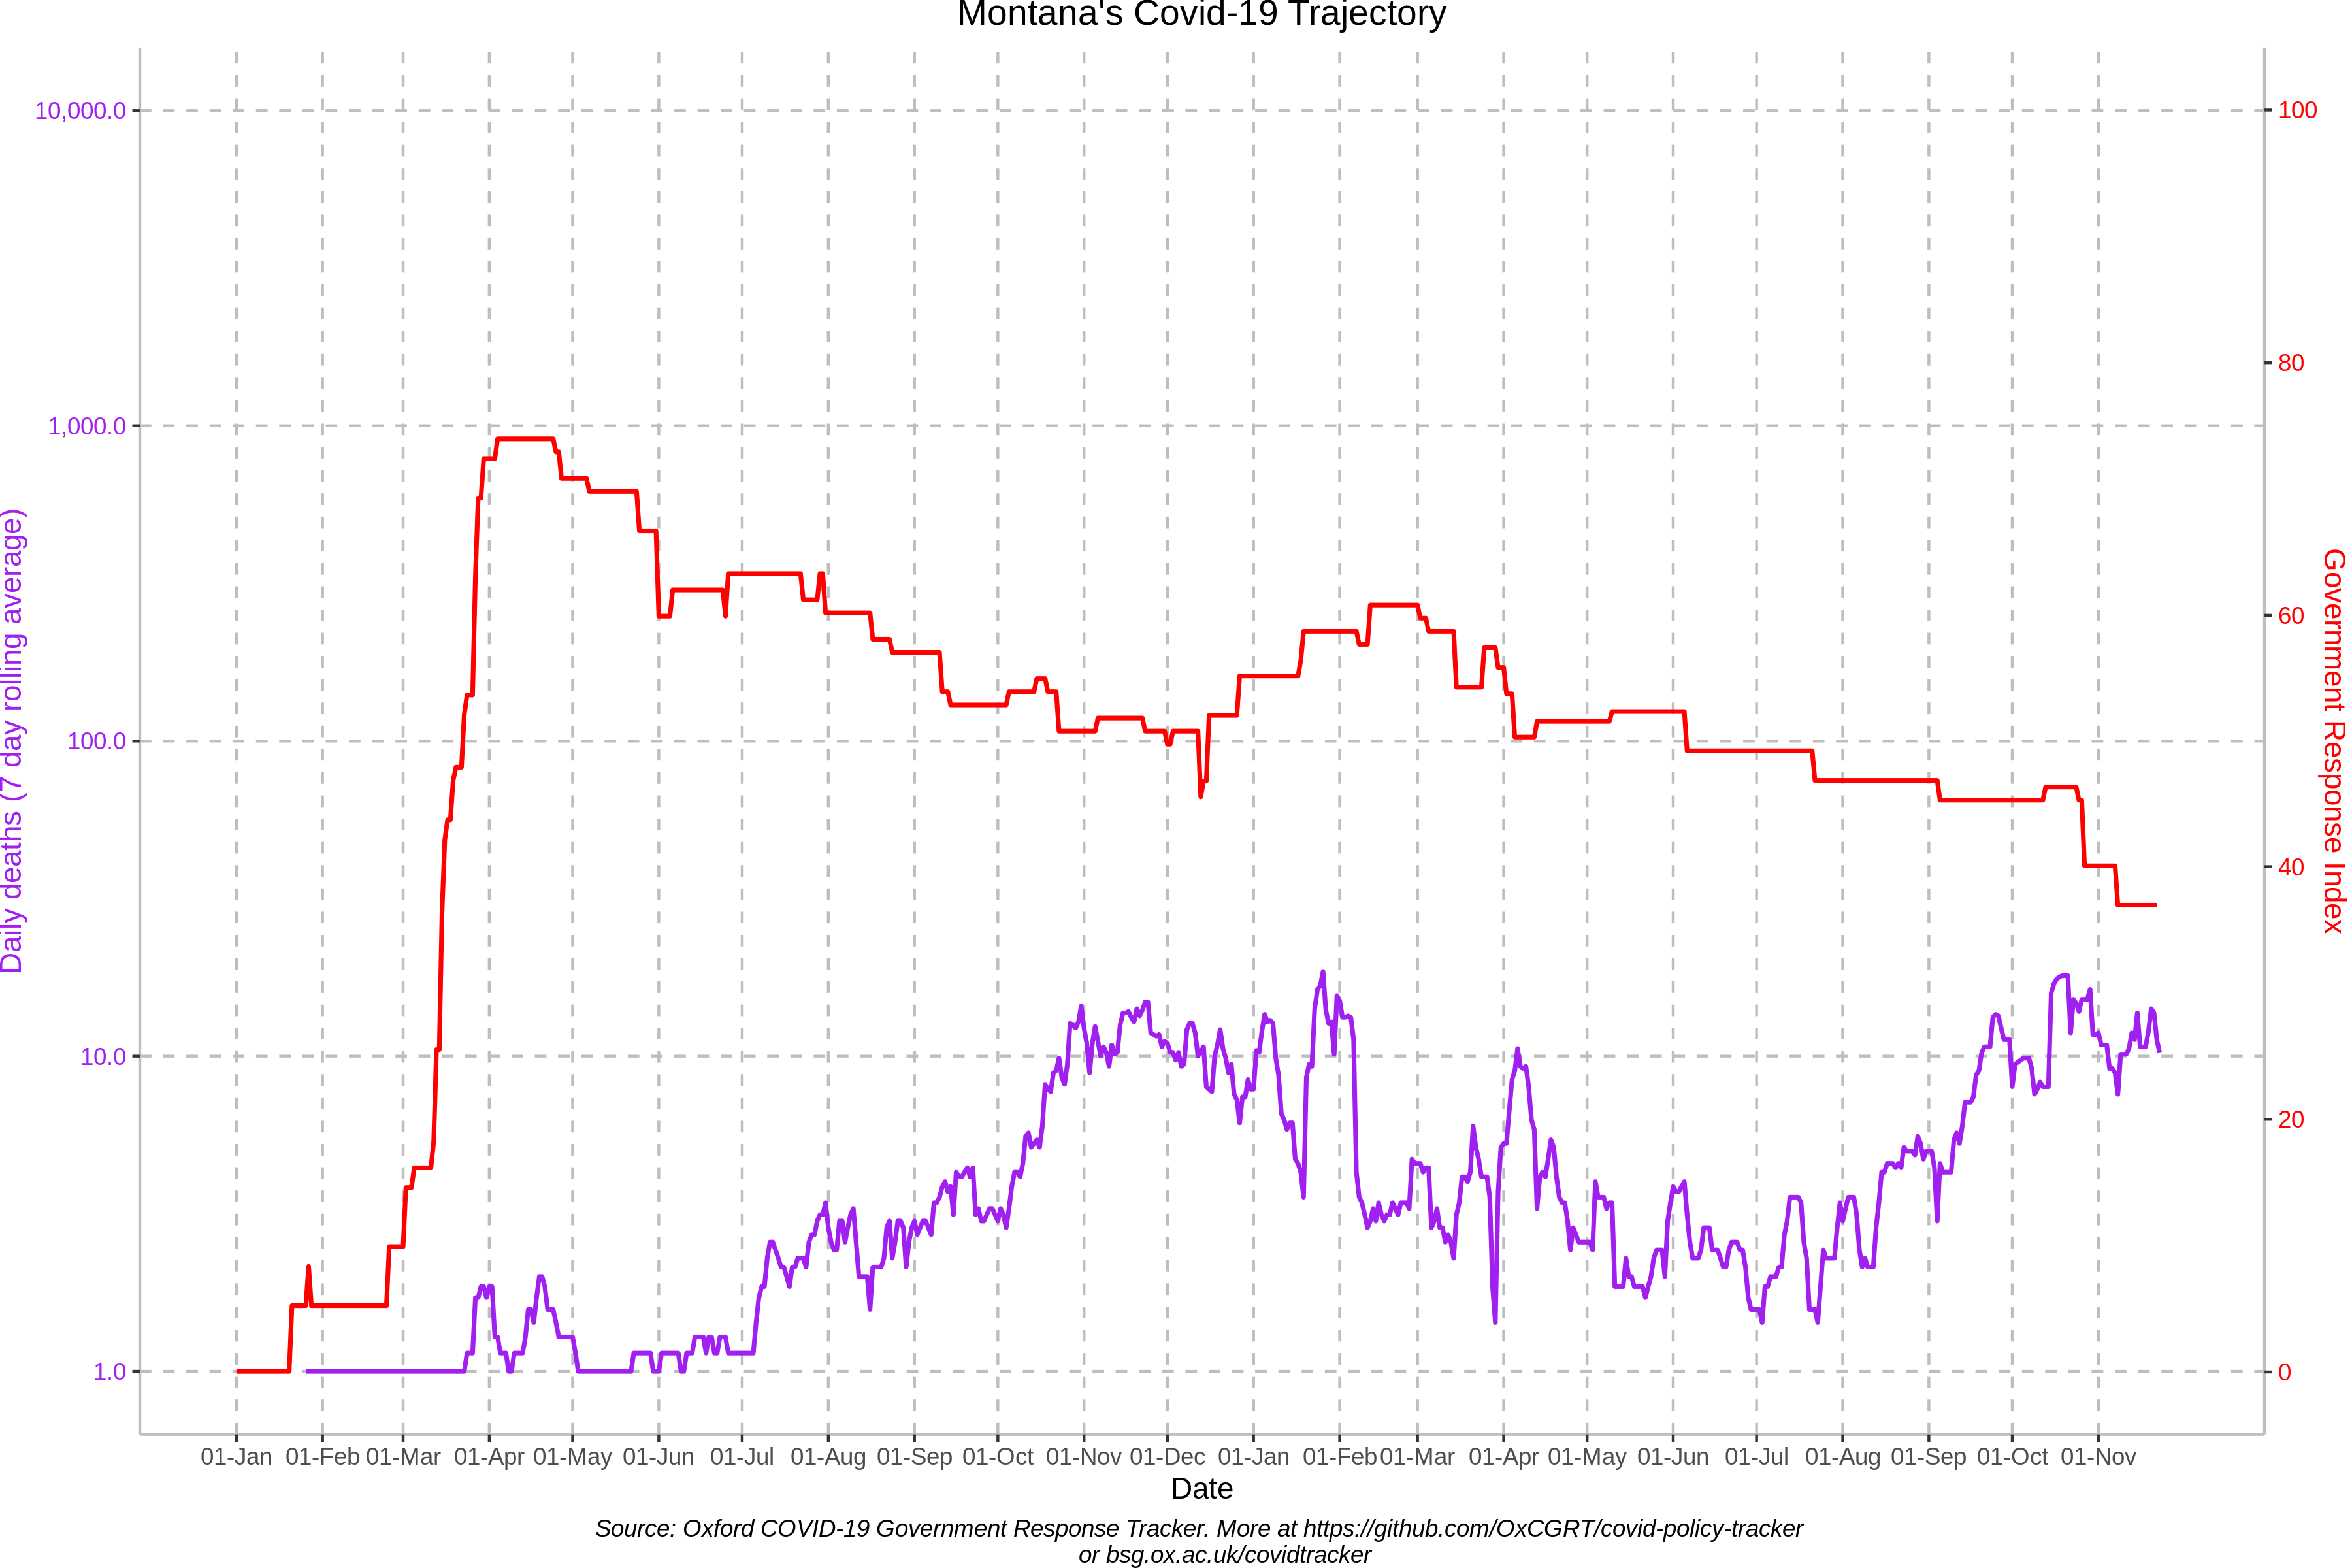 Montana's Covid-19 Trajectory
10,000.0
1,000.0
100.0
10.0
1.0
Daily deaths (7 day rolling average)
100
80
60
40
20
0
Government Response Index
01-Jan 01-Feb 01-Mar 01-Apr 01-May 01-Jun 01-Jul 01-Aug 01-Sep 01-Oct 01-Nov 01-Dec 01-Jan 01-Feb 01-Mar 01-Apr 01-May 01-Jun 01-Jul 01-Aug 01-Sep 01-Oct 01-Nov
Date
Source: Oxford COVID-19 Government Response Tracker. More at https://github.com/OxCGRT/covid-policy-tracker
or bsg.ox.ac.uk/covidtracker